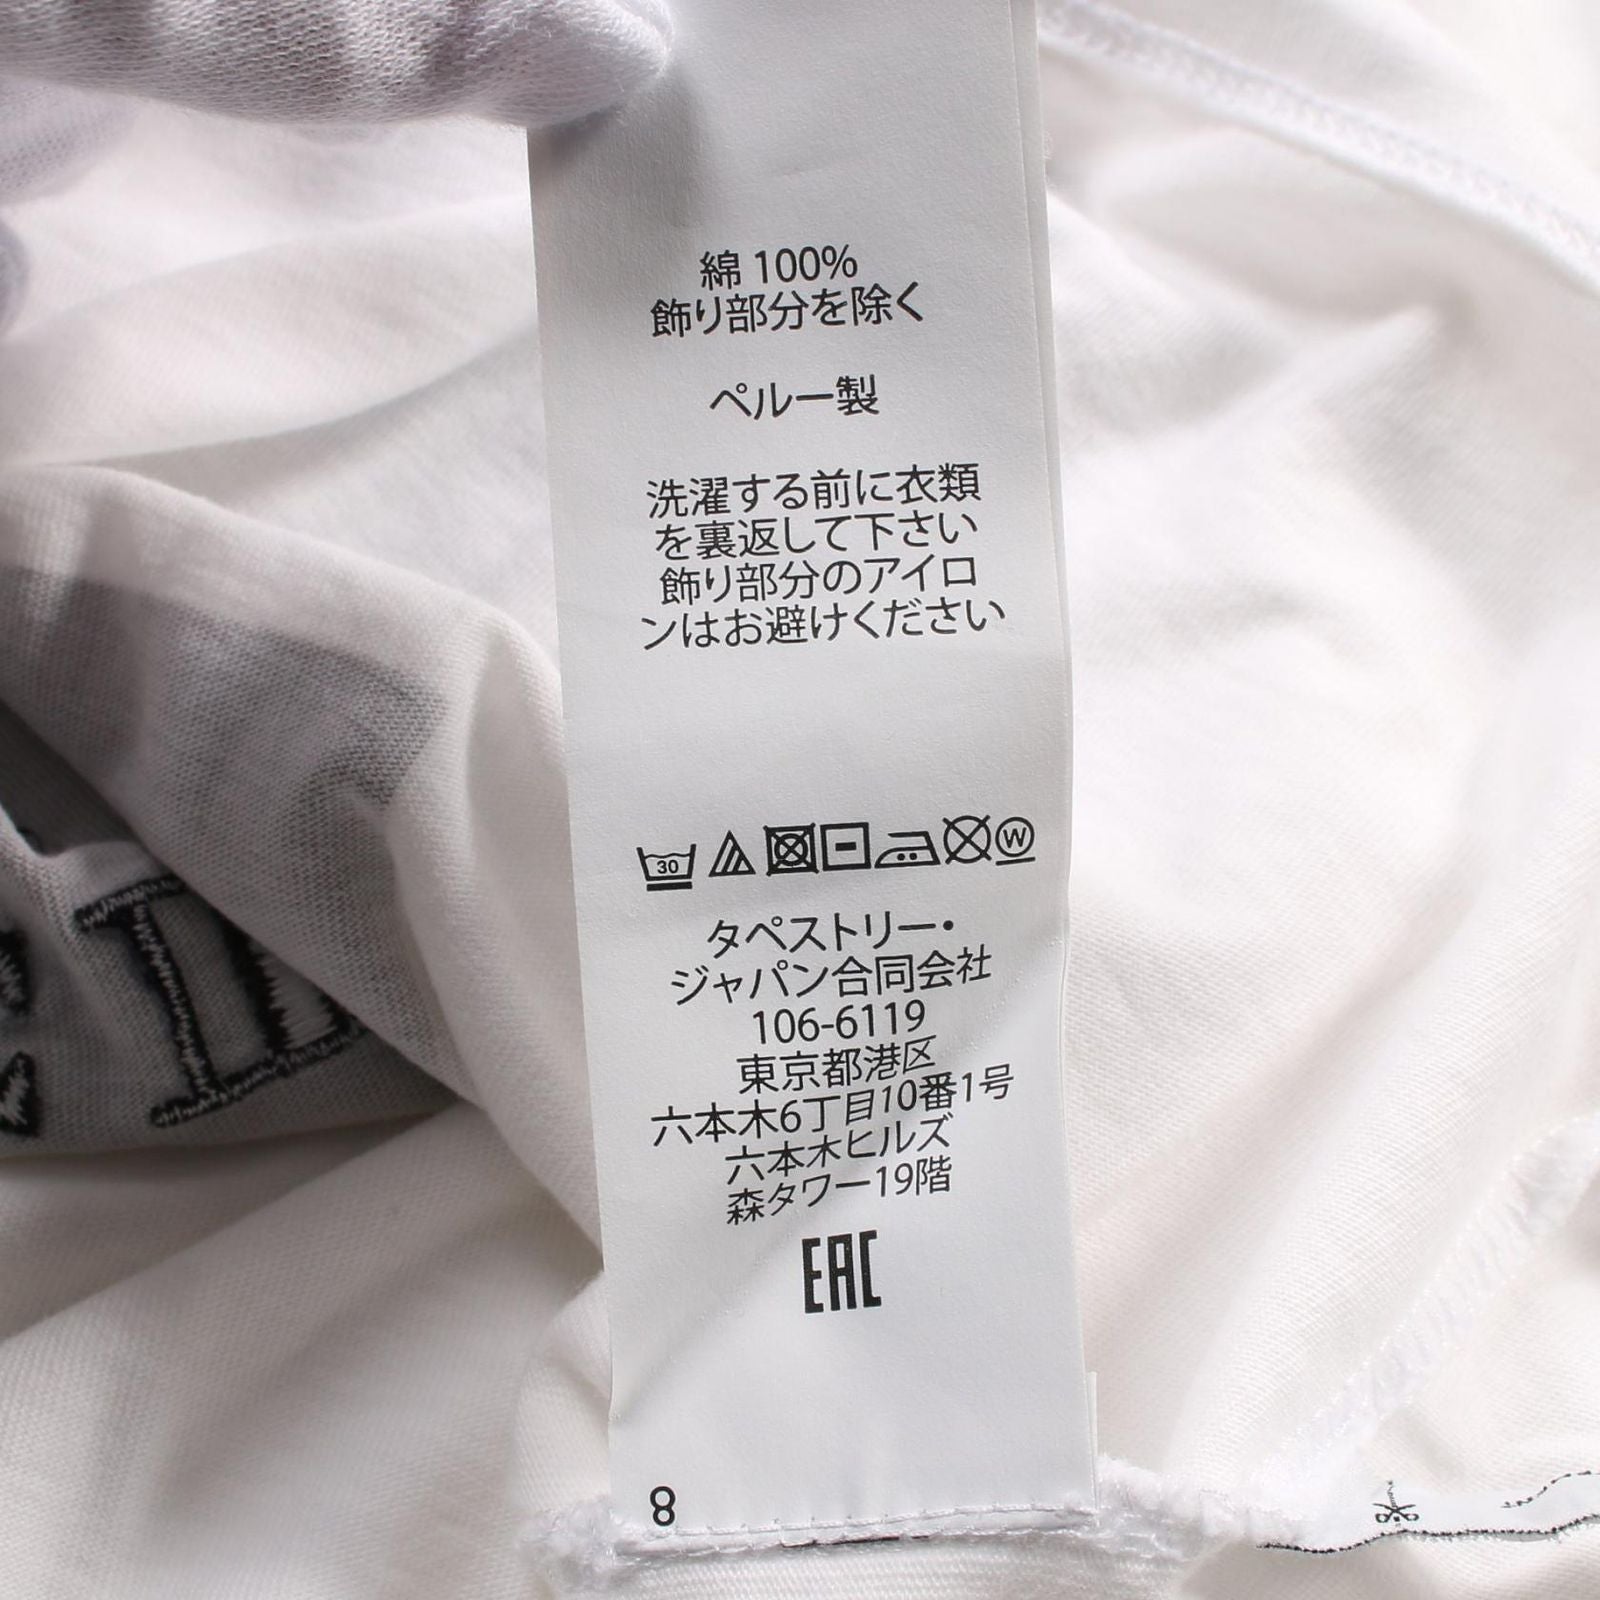 綿 100%
飾り部分を除く
ペルー製
洗濯する前に衣類
を裏返して下さい
飾り部分のアイロ
ンはお避けください
30
W
タペストリー・
ジャパン合同会社
106-6119
東京都港区
六本木6丁目10番1号
六本木ヒルズ
森タワー19階
EAC
8